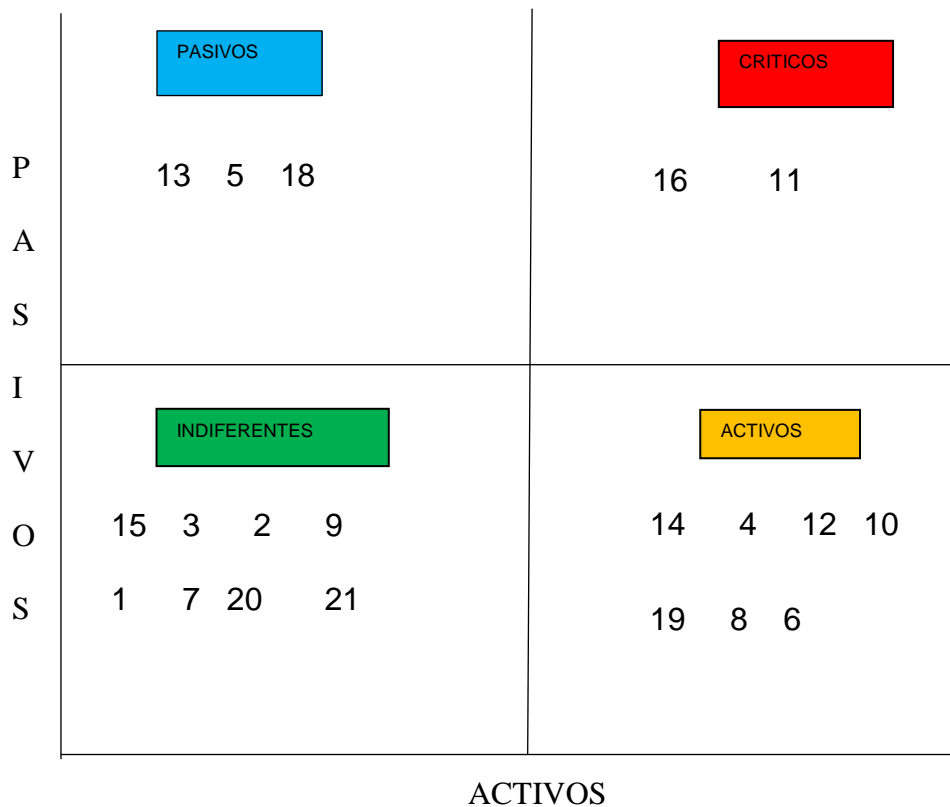 PASIVOS
CRITICOS
13 5 18
16 11
P
A
S
I
V
O
S
INDIFERENTES
ACTIVOS
15 3 2 9
14 4 12 10
1 7 20 21
19 8 6
ACTIVOS